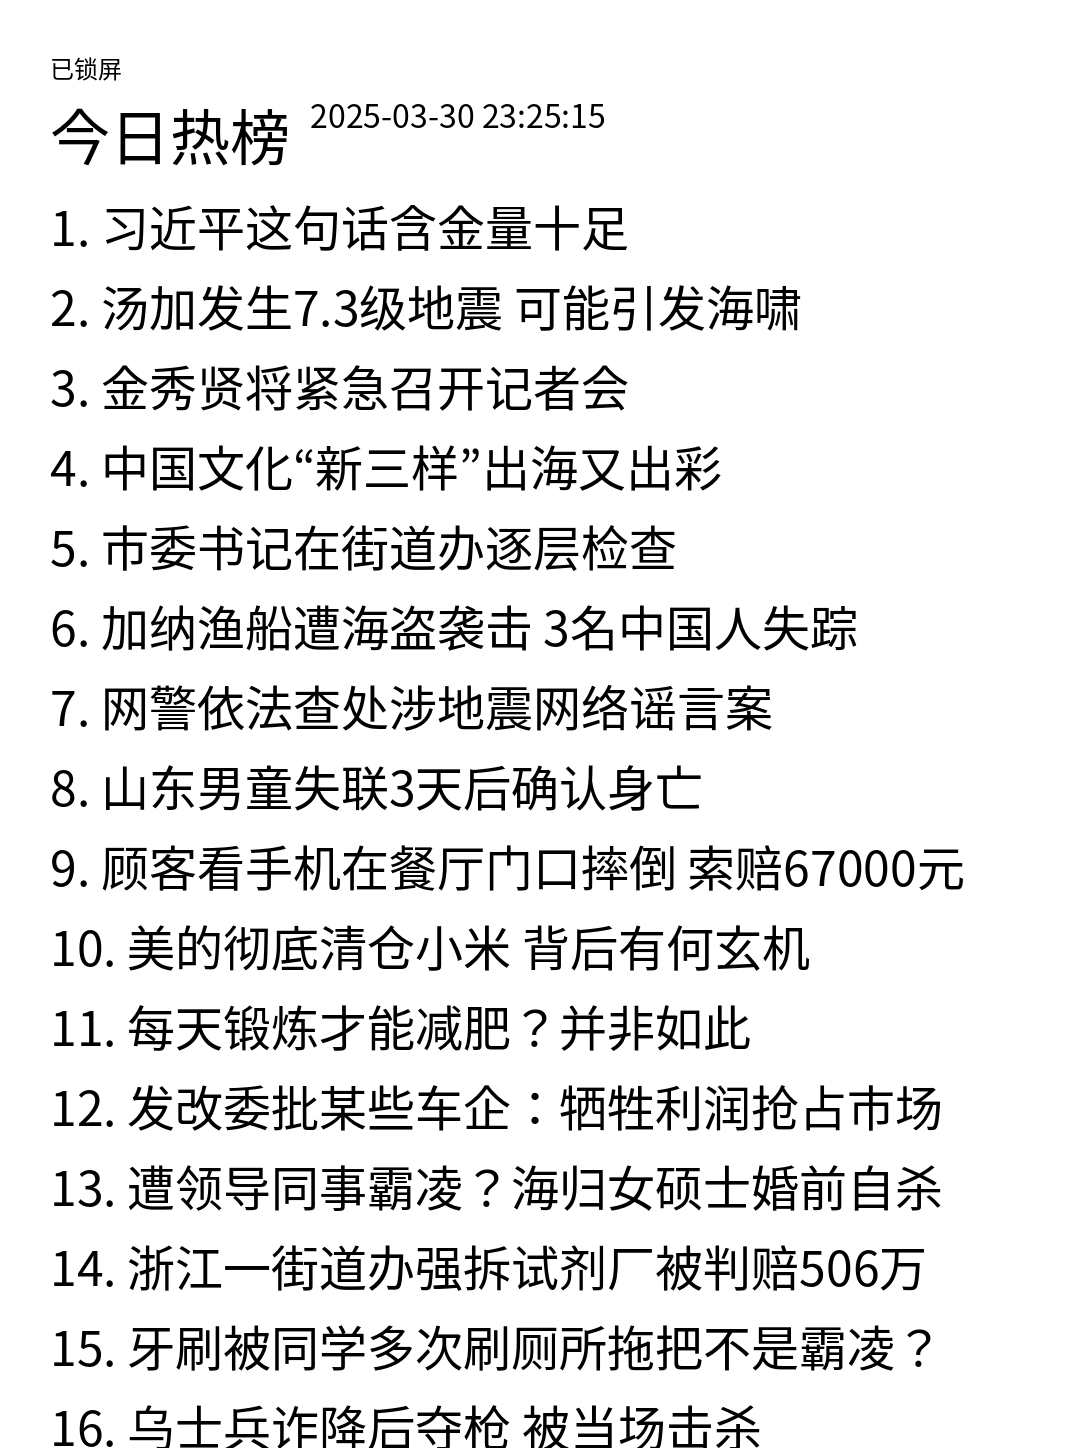 已锁屏
今日热榜 2025-03-30 23:25:15
1. 习近平这句话含金量十足
2. 汤加发生7.3级地震 可能引发海啸
3. 金秀贤将紧急召开记者会
4. 中国文化“新三样”出海又出彩
5. 市委书记在街道办逐层检查
6. 加纳渔船遭海盗袭击 3名中国人失踪
7. 网警依法查处涉地震网络谣言案
8. 山东男童失联3天后确认身亡
9. 顾客看手机在餐厅门口摔倒 索赔67000元
10. 美的彻底清仓小米 背后有何玄机
11. 每天锻炼才能减肥？并非如此
12. 发改委批某些车企：牺牲利润抢占市场
13. 遭领导同事霸凌？海归女硕士婚前自杀
14. 浙江一街道办强拆试剂厂被判赔506万
15. 牙刷被同学多次刷厕所拖把不是霸凌？
16. 乌士兵诈降后夺枪 被当场击杀